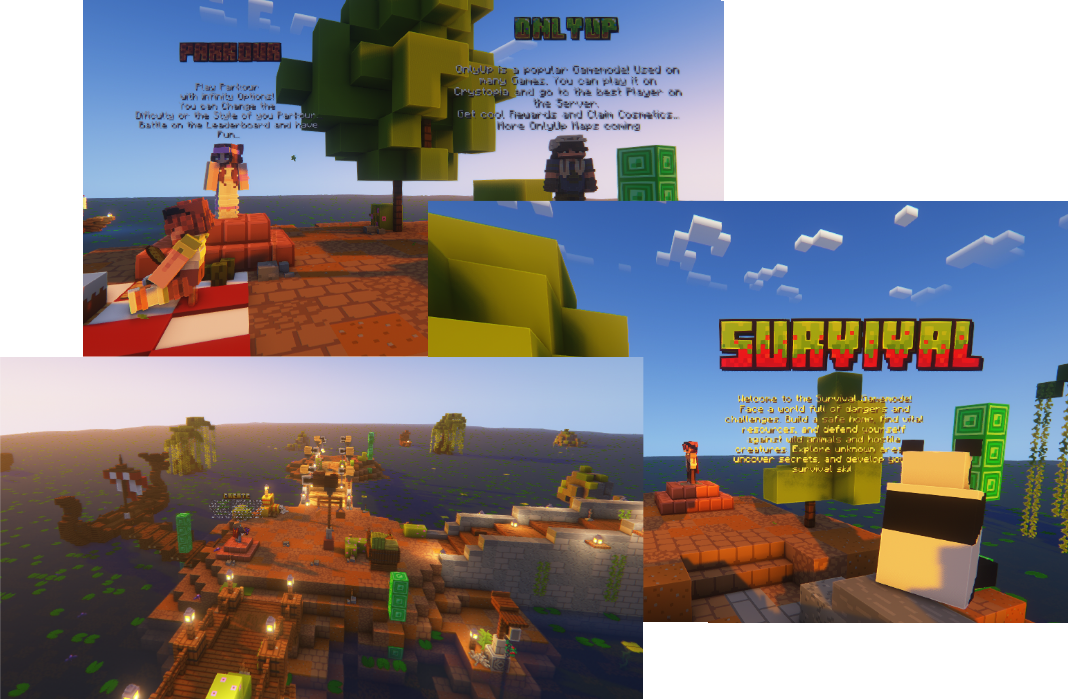 PARKOUR
Play Parkour
with Infinity Options!
You can Change the
Difficulty or the Style of you Parkour.
Battle on the Leaderboard and Have
Fun...
ONLYUP
OnlyUp is a popular Gamemode! Used on
many Games. You can play it on
Cryptopia and go to the best Player on
the Server.
Get cool Rewards and Claim Cosmetics...
More OnlyUp Maps coming
SURVIVAL
Welcome to the Survival Gamemode!
Face a world full of dangers and
challenges. Build a safe home, find vital
resources, and defend yourself
against wild animals and hostile
creatures. Explore unknown
uncover secrets, and develop
survival
CREATE